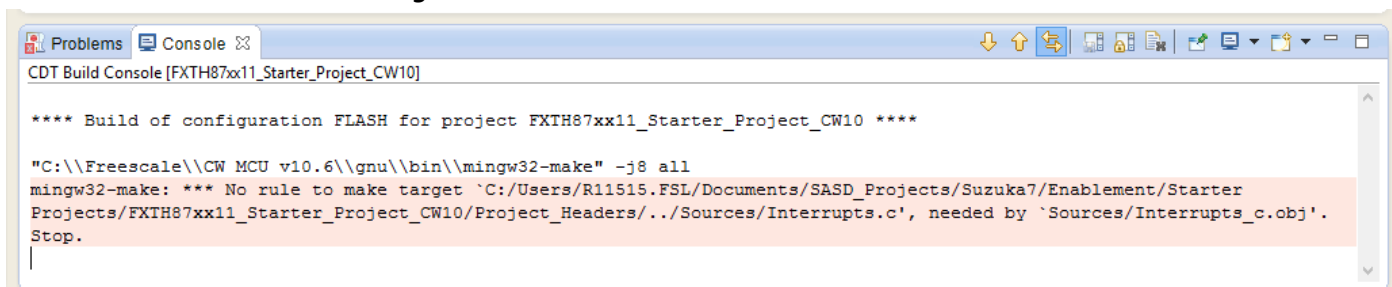 Problems Console
CDT Build Console [FXTH87xx11_Starter_Project_CW10]
**** Build of configuration FLASH for project FXTH87xx11_Starter_Project_CW10 ****
"C:\\Freescale\\CW MCU v10.6\\gnu\\bin\\mingw32-make" -j8 all
mingw32-make: *** No rule to make target `C:/Users/R11515.FSL/Documents/SASD_Projects/Suzuka7/Enablement/Starter
Projects/FXTH87xx11_Starter_Project_CW10/Project_Headers/../Sources/Interrupts.c', needed by `Sources/Interrupts_c.obj'.
Stop.